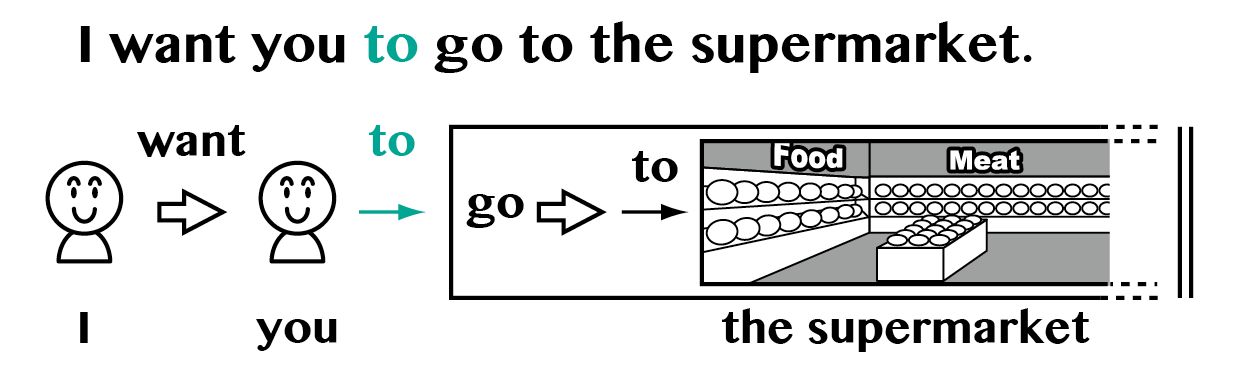 I want you to go to the supermarket.
want
to
go
to
Food
Meat
I
you
the supermarket